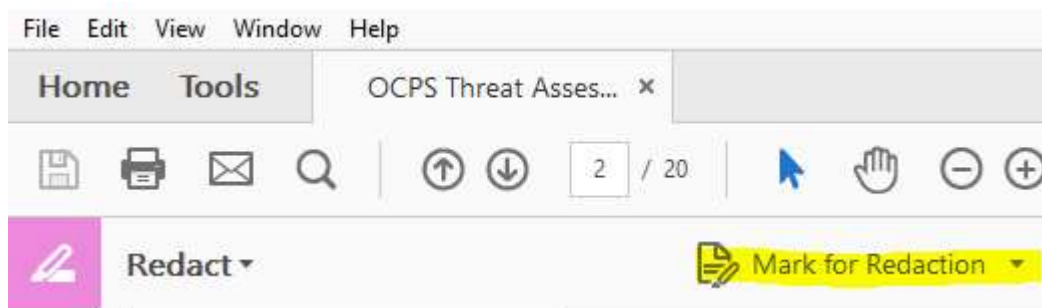 File Edit View Window Help
Home Tools OCPS Threat Asses... ×
2 / 20
Redact Mark for Redaction